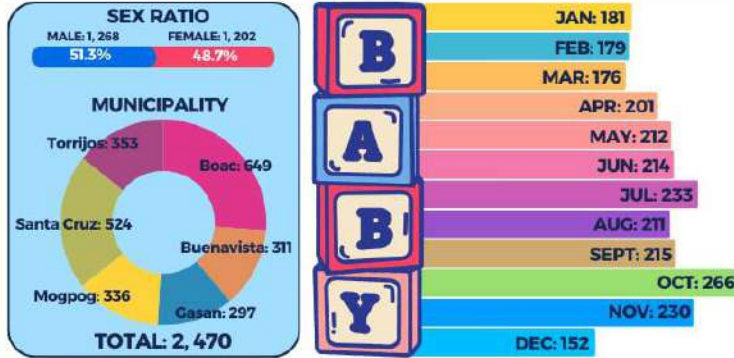 SEX RATIO
MALE: 1, 268 FEMALE: 1, 202
51.3% 48.7%
MUNICIPALITY
Torrijos: 353
Boac: 649
Santa Cruz: 524
Buenavista: 311
Mogpog: 336
Gasan: 297
TOTAL: 2, 470
B
A
B
Y
JAN: 181
FEB: 179
MAR: 176
APR: 201
MAY: 212
JUN: 214
JUL: 233
AUG: 211
SEPT: 215
OCT: 266
NOV: 230
DEC: 152